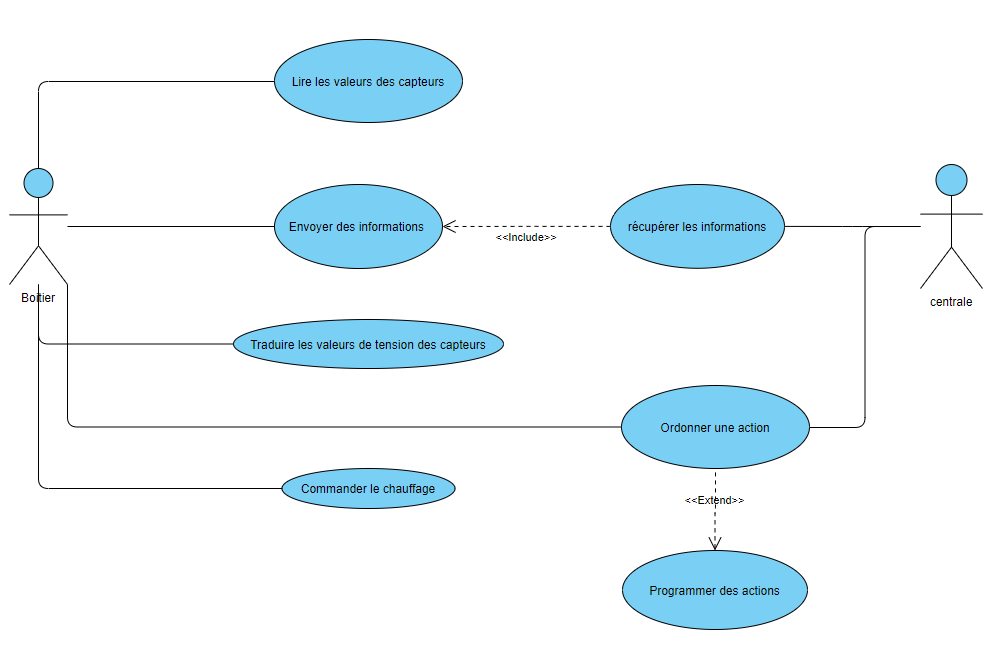 Lire les valeurs des capteurs
Envoyer des informations
<<Include>>
récupérer les informations
Boîtier
centrale
Traduire les valeurs de tension des capteurs
Ordonner une action
Commander le chauffage
<<Extend>>
Programmer des actions